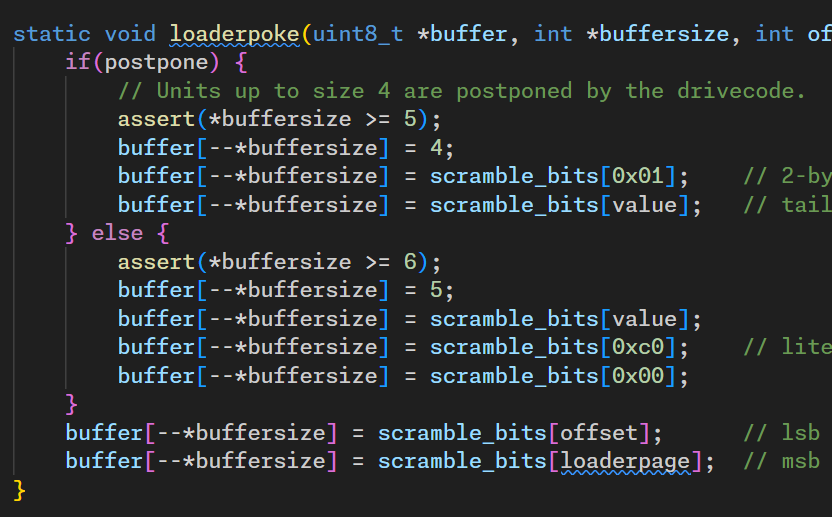 static void loaderpoke(uint8_t *buffer, int *buffersize, int of
if(postpone) {
// Units up to size 4 are postponed by the drivecode.
assert(*buffersize >= 5);
buffer[--*buffersize] = 4;
buffer[--*buffersize] = scramble_bits[0x01]; // 2-by
buffer[--*buffersize] = scramble_bits[value]; // tail
} else {
assert(*buffersize >= 6);
buffer[--*buffersize] = 5;
buffer[--*buffersize] = scramble_bits[value];
buffer[--*buffersize] = scramble_bits[0xc0]; // lite
buffer[--*buffersize] = scramble_bits[0x00];
}
buffer[--*buffersize] = scramble_bits[offset]; // lsb
buffer[--*buffersize] = scramble_bits[loaderpage]; // msb
}